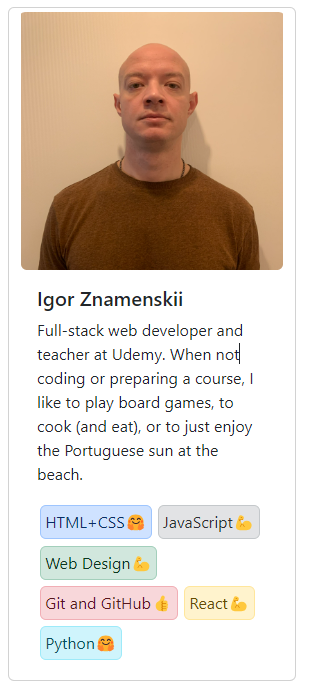 Igor Znamenskii
Full-stack web developer and
teacher at Udemy. When not
coding or preparing a course, I
like to play board games, to
cook (and eat), or to just enjoy
the Portuguese sun at the
beach.
HTML+CSS🤗 JavaScript💪
Web Design💪
Git and GitHub👍 React💪
Python🤗